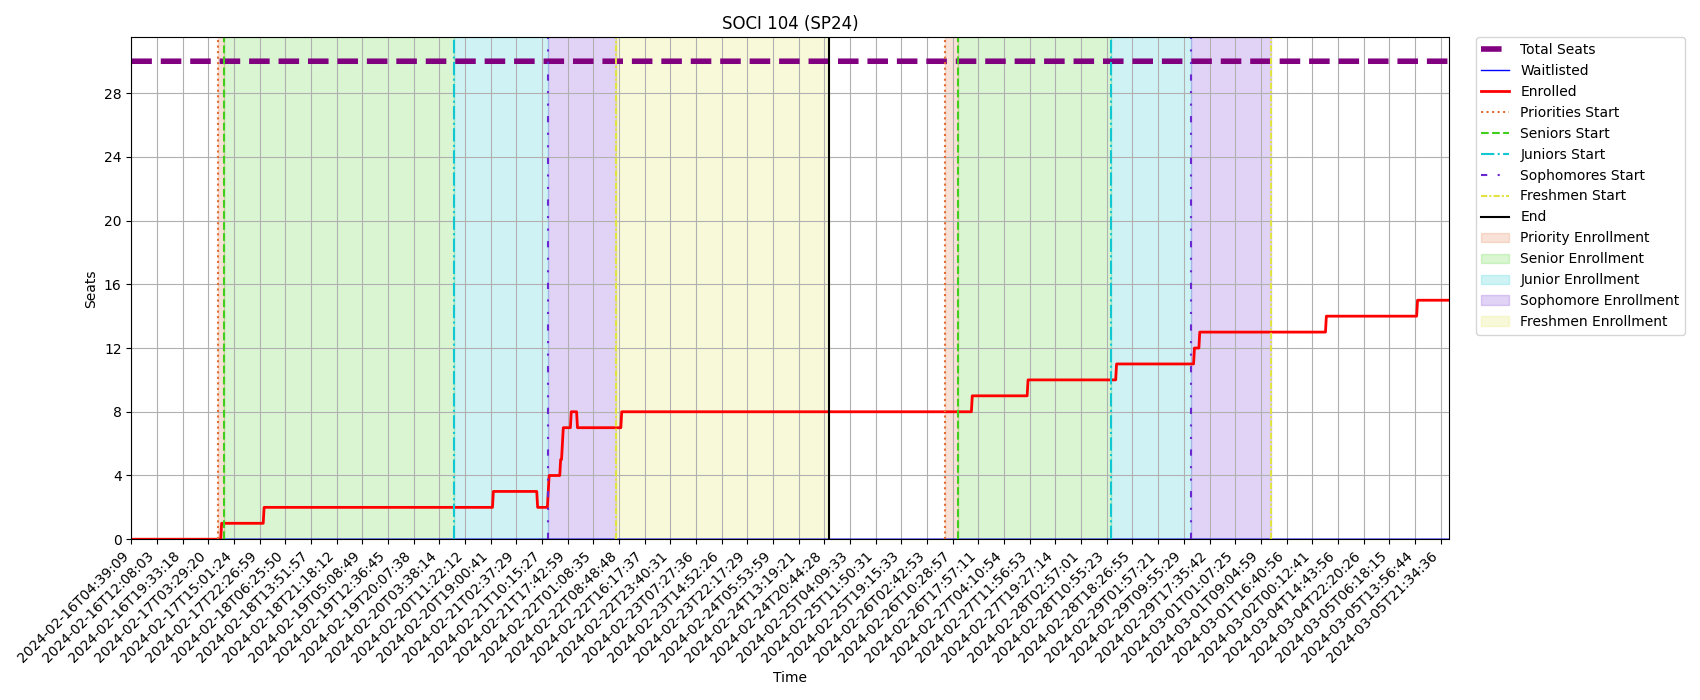 SOCI 104 (SP24)
Total Seats
Waitlisted
Enrolled
Priorities Start
Seniors Start
Juniors Start
Sophomores Start
Freshmen Start
End
Priority Enrollment
Senior Enrollment
Junior Enrollment
Sophomore Enrollment
Freshmen Enrollment
Seats
28
24
20
16
12
8
4
0
2024-02-16T04:39:09
2024-02-16T12:08:03
2024-02-16T19:33:18
2024-02-17T03:29:20
2024-02-17T15:01:24
2024-02-17T22:26:59
2024-02-18T06:25:50
2024-02-18T13:51:57
2024-02-18T21:18:12
2024-02-19T05:08:49
2024-02-19T12:36:45
2024-02-19T20:07:38
2024-02-20T03:38:14
2024-02-20T11:22:12
2024-02-20T19:00:41
2024-02-21T02:37:29
2024-02-21T10:15:27
2024-02-21T17:42:59
2024-02-22T01:08:35
2024-02-22T08:48:48
2024-02-22T16:17:37
2024-02-22T23:40:31
2024-02-23T07:27:36
2024-02-23T14:52:26
2024-02-23T22:17:29
2024-02-24T05:53:59
2024-02-24T13:19:21
2024-02-24T20:44:28
2024-02-25T04:09:33
2024-02-25T11:50:31
2024-02-25T19:15:33
2024-02-26T02:42:53
2024-02-26T10:28:57
2024-02-26T17:57:11
2024-02-27T04:10:54
2024-02-27T11:56:53
2024-02-27T19:27:14
2024-02-28T02:57:01
2024-02-28T10:55:23
2024-02-28T18:26:55
2024-02-29T01:57:21
2024-02-29T09:55:29
2024-02-29T17:35:42
2024-03-01T01:07:25
2024-03-01T09:04:59
2024-03-01T16:40:56
2024-03-02T00:12:41
2024-03-04T14:43:56
2024-03-04T22:20:26
2024-03-05T06:18:15
2024-03-05T13:56:44
2024-03-05T21:34:36
Time